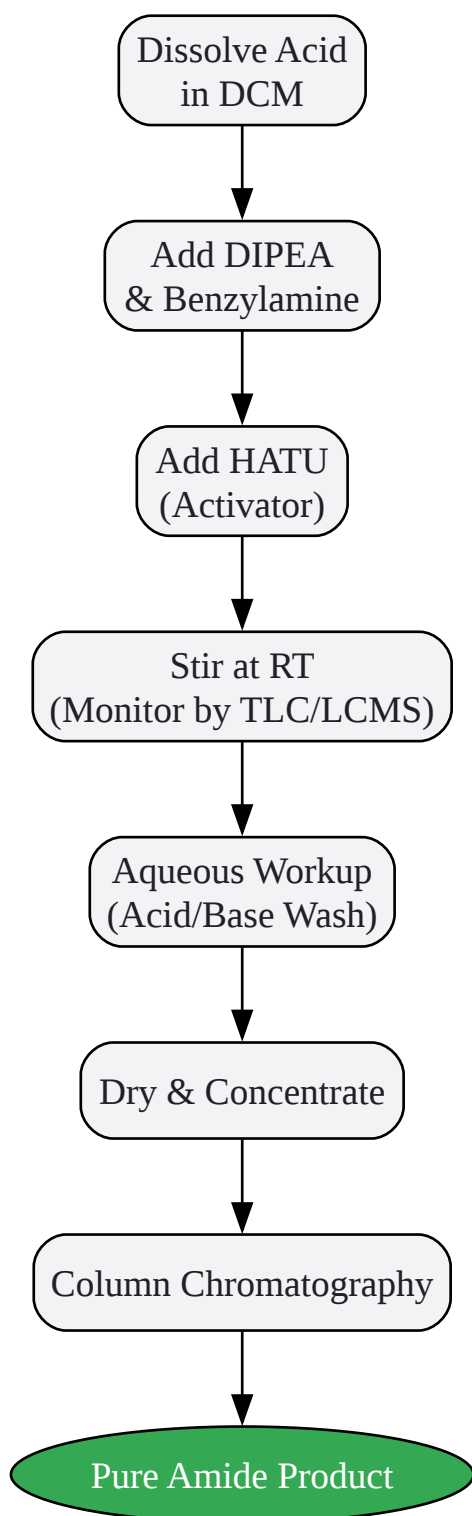 Dissolve Acid
in DCM
Add DIPEA
& Benzylamine
Add HATU
(Activator)
Stir at RT
(Monitor by TLC/LCMS)
Aqueous Workup
(Acid/Base Wash)
Dry & Concentrate
Column Chromatography
Pure Amide Product